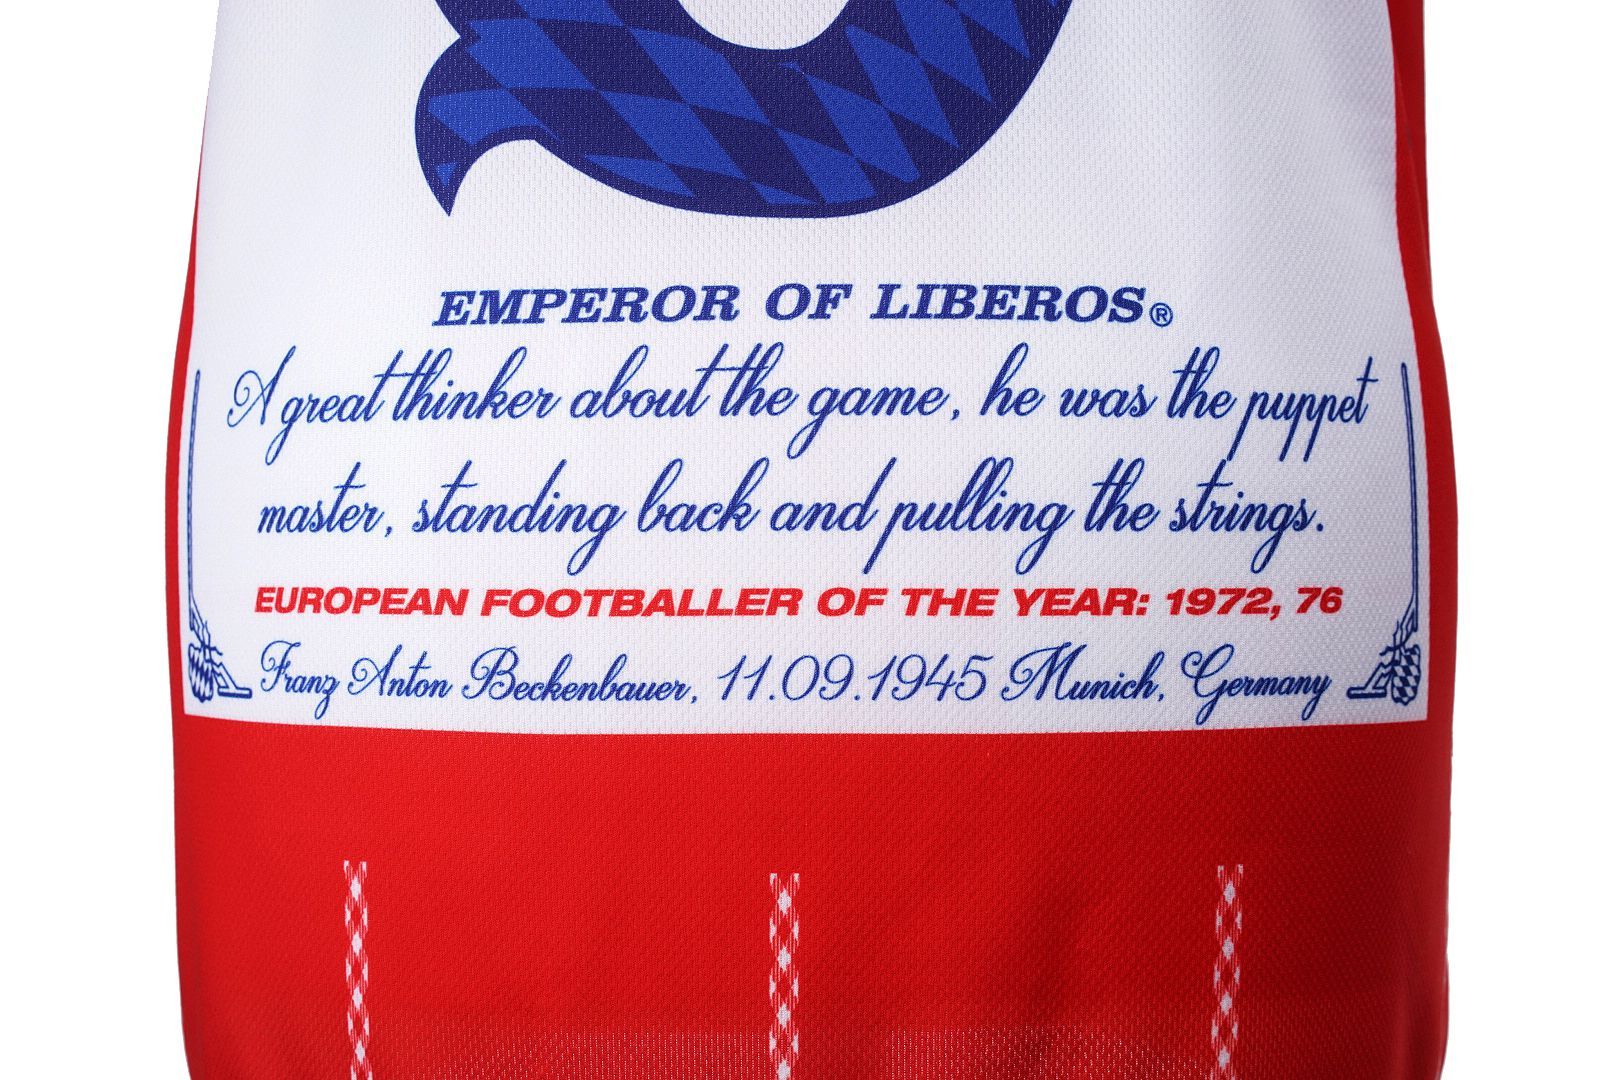 EMPEROR OF LIBEROS®
A great thinker about the game, he was the puppet
master, standing back and pulling the strings.
EUROPEAN FOOTBALLER OF THE YEAR: 1972, 76
Franz Anton Beckenbauer, 11.09.1945 Munich, Germany